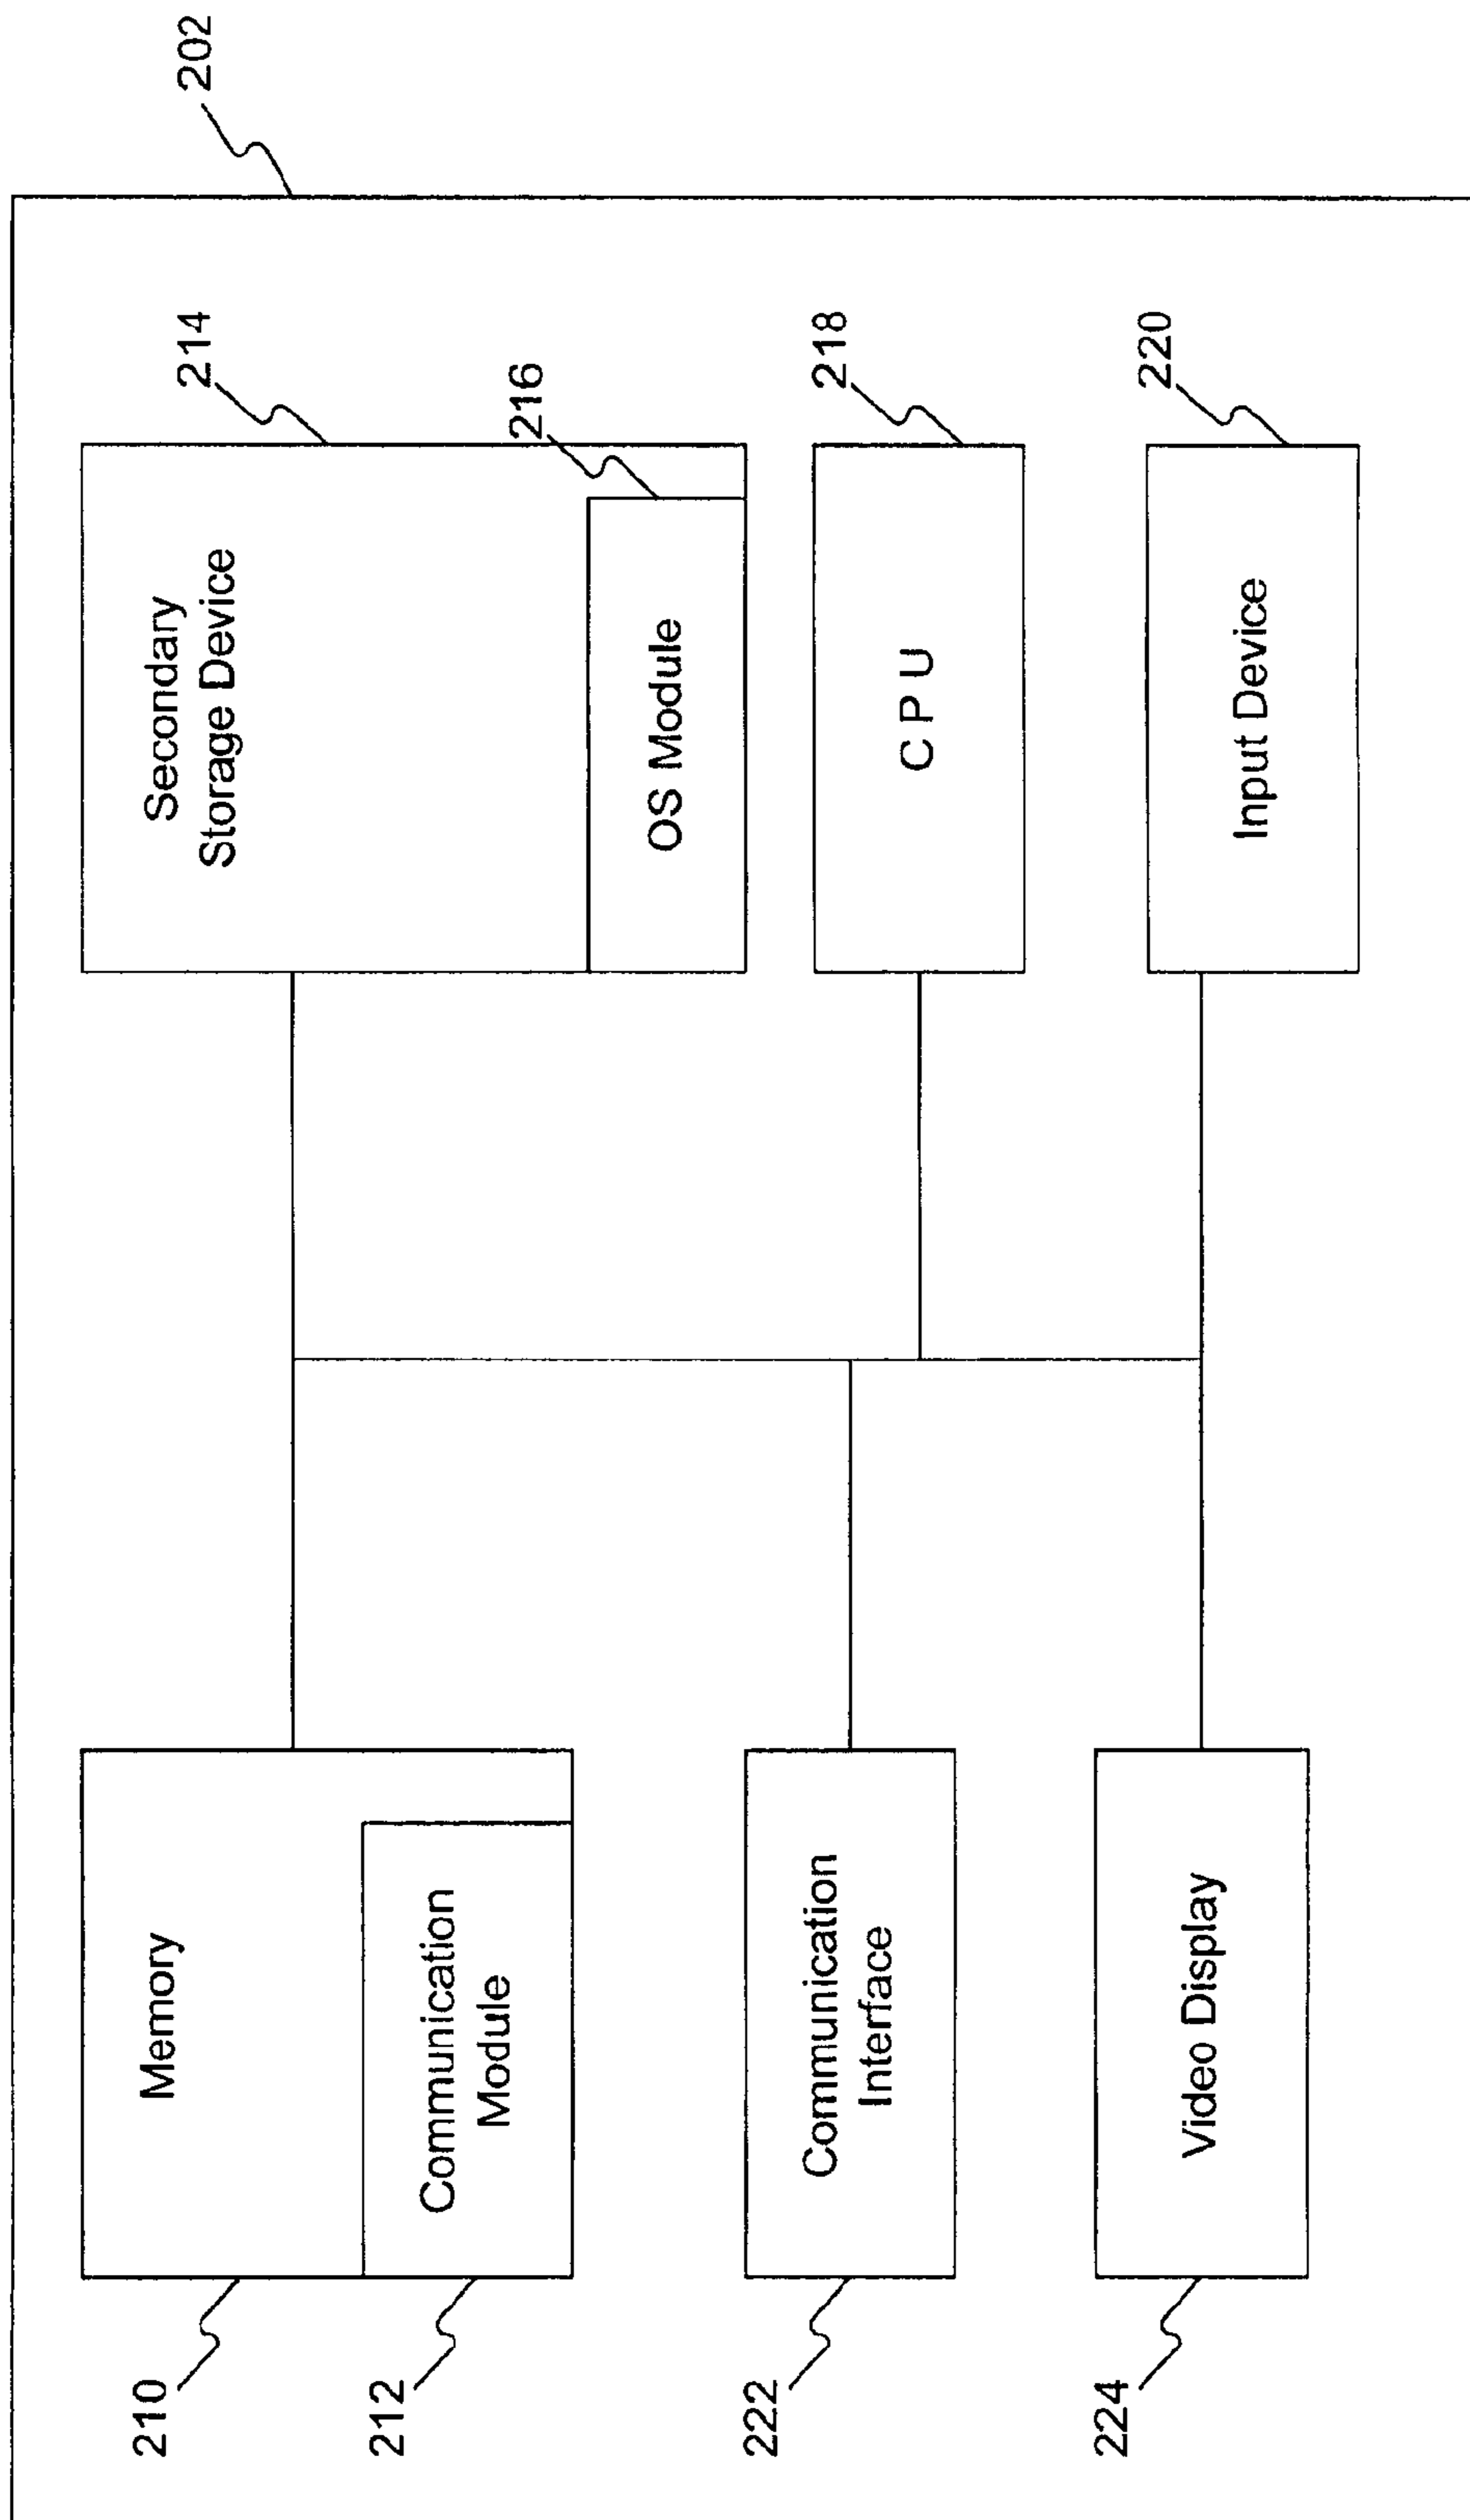 202
210
Memory
212
Communication
Module
214
Secondary
Storage Device
216
OS Module
222
Communication
Interface
218
C P U
224
Video Display
220
Input Device